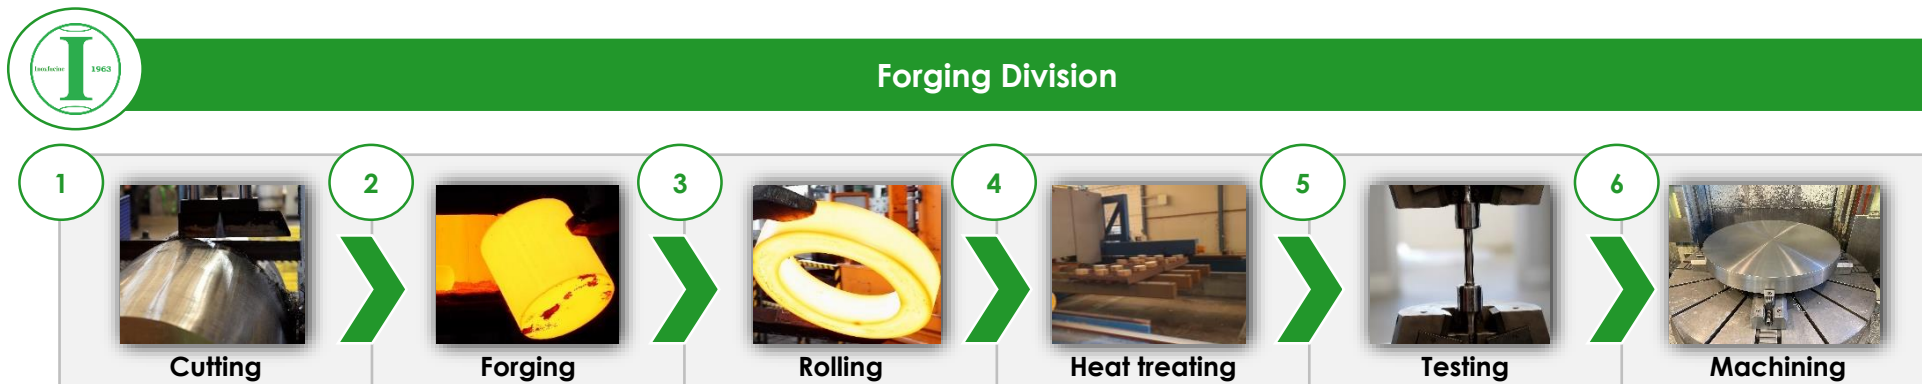 I
1963
Forging Division
1
2
3
4
5
6
Cutting
Forging
Rolling
Heat treating
Testing
Machining